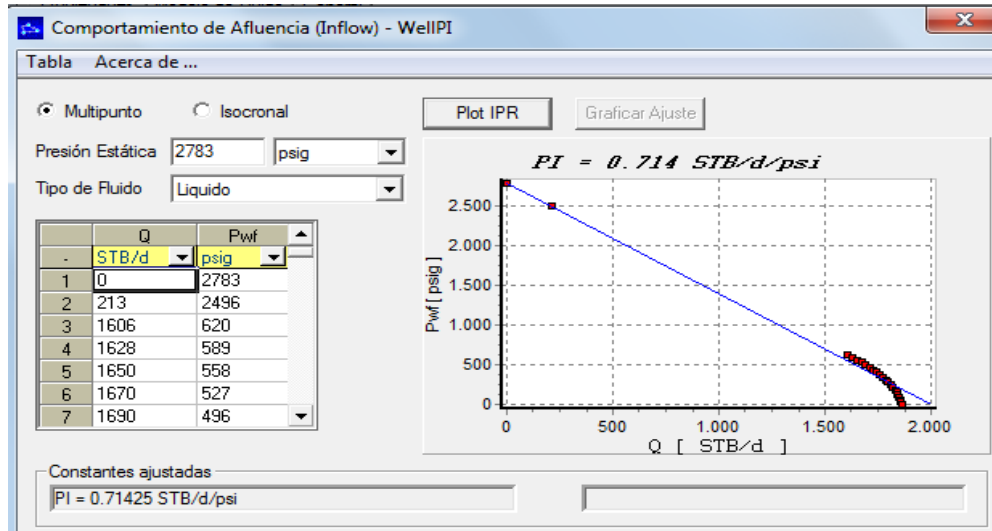 Comportamiento de Afluencia (Inflow) - WellPI
Tabla Acerca de ...
Multipunto Isocronal Plot IPR Graficar Ajuste
Presión Estática 2783 psig
Tipo de Fluido Liquido
PI = 0.714 STB/d/psi
Q Pwf
- STB/d psig
1 0 2783
2 213 2496
3 1606 620
4 1628 589
5 1650 558
6 1670 527
7 1690 496
Pwf [ psig ]
2.500
2.000
1.500
1.000
500
0
0 500 1.000 1.500 2.000
Q [ STB/d ]
Constantes ajustadas
PI = 0.71425 STB/d/psi